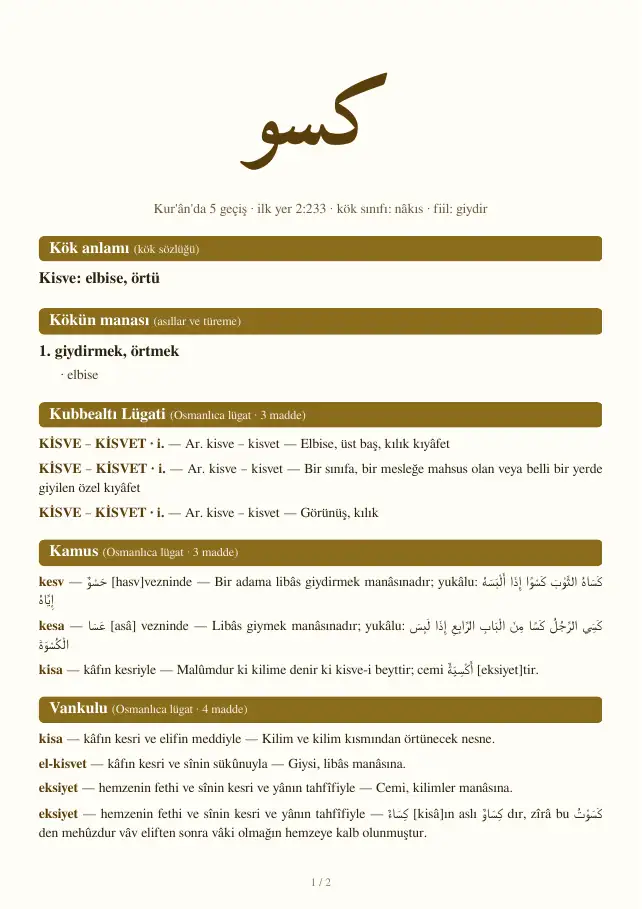 كسو
Kur'ân'da 5 geçiş · ilk yer 2:233 · kök sınıfı: nâkıs · fiil: giydir
Kök anlamı (kök sözlüğü)
Kisve: elbise, örtü
Kökün manası (asıllar ve türeme)
1. giydirmek, örtmek
· elbise
Kubbealtı Lügati (Osmanlıca lügat · 3 madde)
KİSVE – KİSVET · i. — Ar. kisve – kisvet — Elbise, üst baş, kılık kıyâfet
KİSVE – KİSVET · i. — Ar. kisve – kisvet — Bir sınıfa, bir mesleğe mahsus olan veya belli bir yerde
giyilen özel kıyâfet
KİSVE – KİSVET · i. — Ar. kisve – kisvet — Görünüş, kılık
Kamus (Osmanlıca lügat · 3 madde)
kesv — حَسْوٌ [hasv]vezninde — Bir adama libâs giydirmek manâsınadır; yukâlu: كَسَاهُ الثَّوْبَ كَسْوًا إِذَا أَلْبَسَهُ
إِيَّاهُ
kesa — عَسَا [asâ] vezninde — Libâs giymek manâsınadır; yukâlu: كَسِيَ الرَّجُلُ كَسًا مِنَ الْبَابِ الرَّابِعِ إِذَا لَبِسَ
الْكُسْوَةَ
kisa — kâfın kesriyle — Malûmdur ki kilime denir ki kisve-i beyttir; cemi أَكْسِيَةٌ [eksiyet]tir.
Vankulu (Osmanlıca lügat · 4 madde)
kisa — kâfın kesri ve elifin meddiyle — Kilim ve kilim kısmından örtünecek nesne.
el-kisvet — kâfın kesri ve sînin sükûnuyla — Giysi, libâs manâsına.
eksiyet — hemzenin fethi ve sînin kesri ve yânın tahfîfiyle — Cemi, kilimler manâsına.
eksiyet — hemzenin fethi ve sînin kesri ve yânın tahfîfiyle — كِسَاءٌ [kisâ]ın aslı كِسَاوٌ dır, zîrâ bu كَسَوْتُ
den mehûzdur vâv eliften sonra vâki olmağın hemzeye kalb olunmuştur.
1 / 2